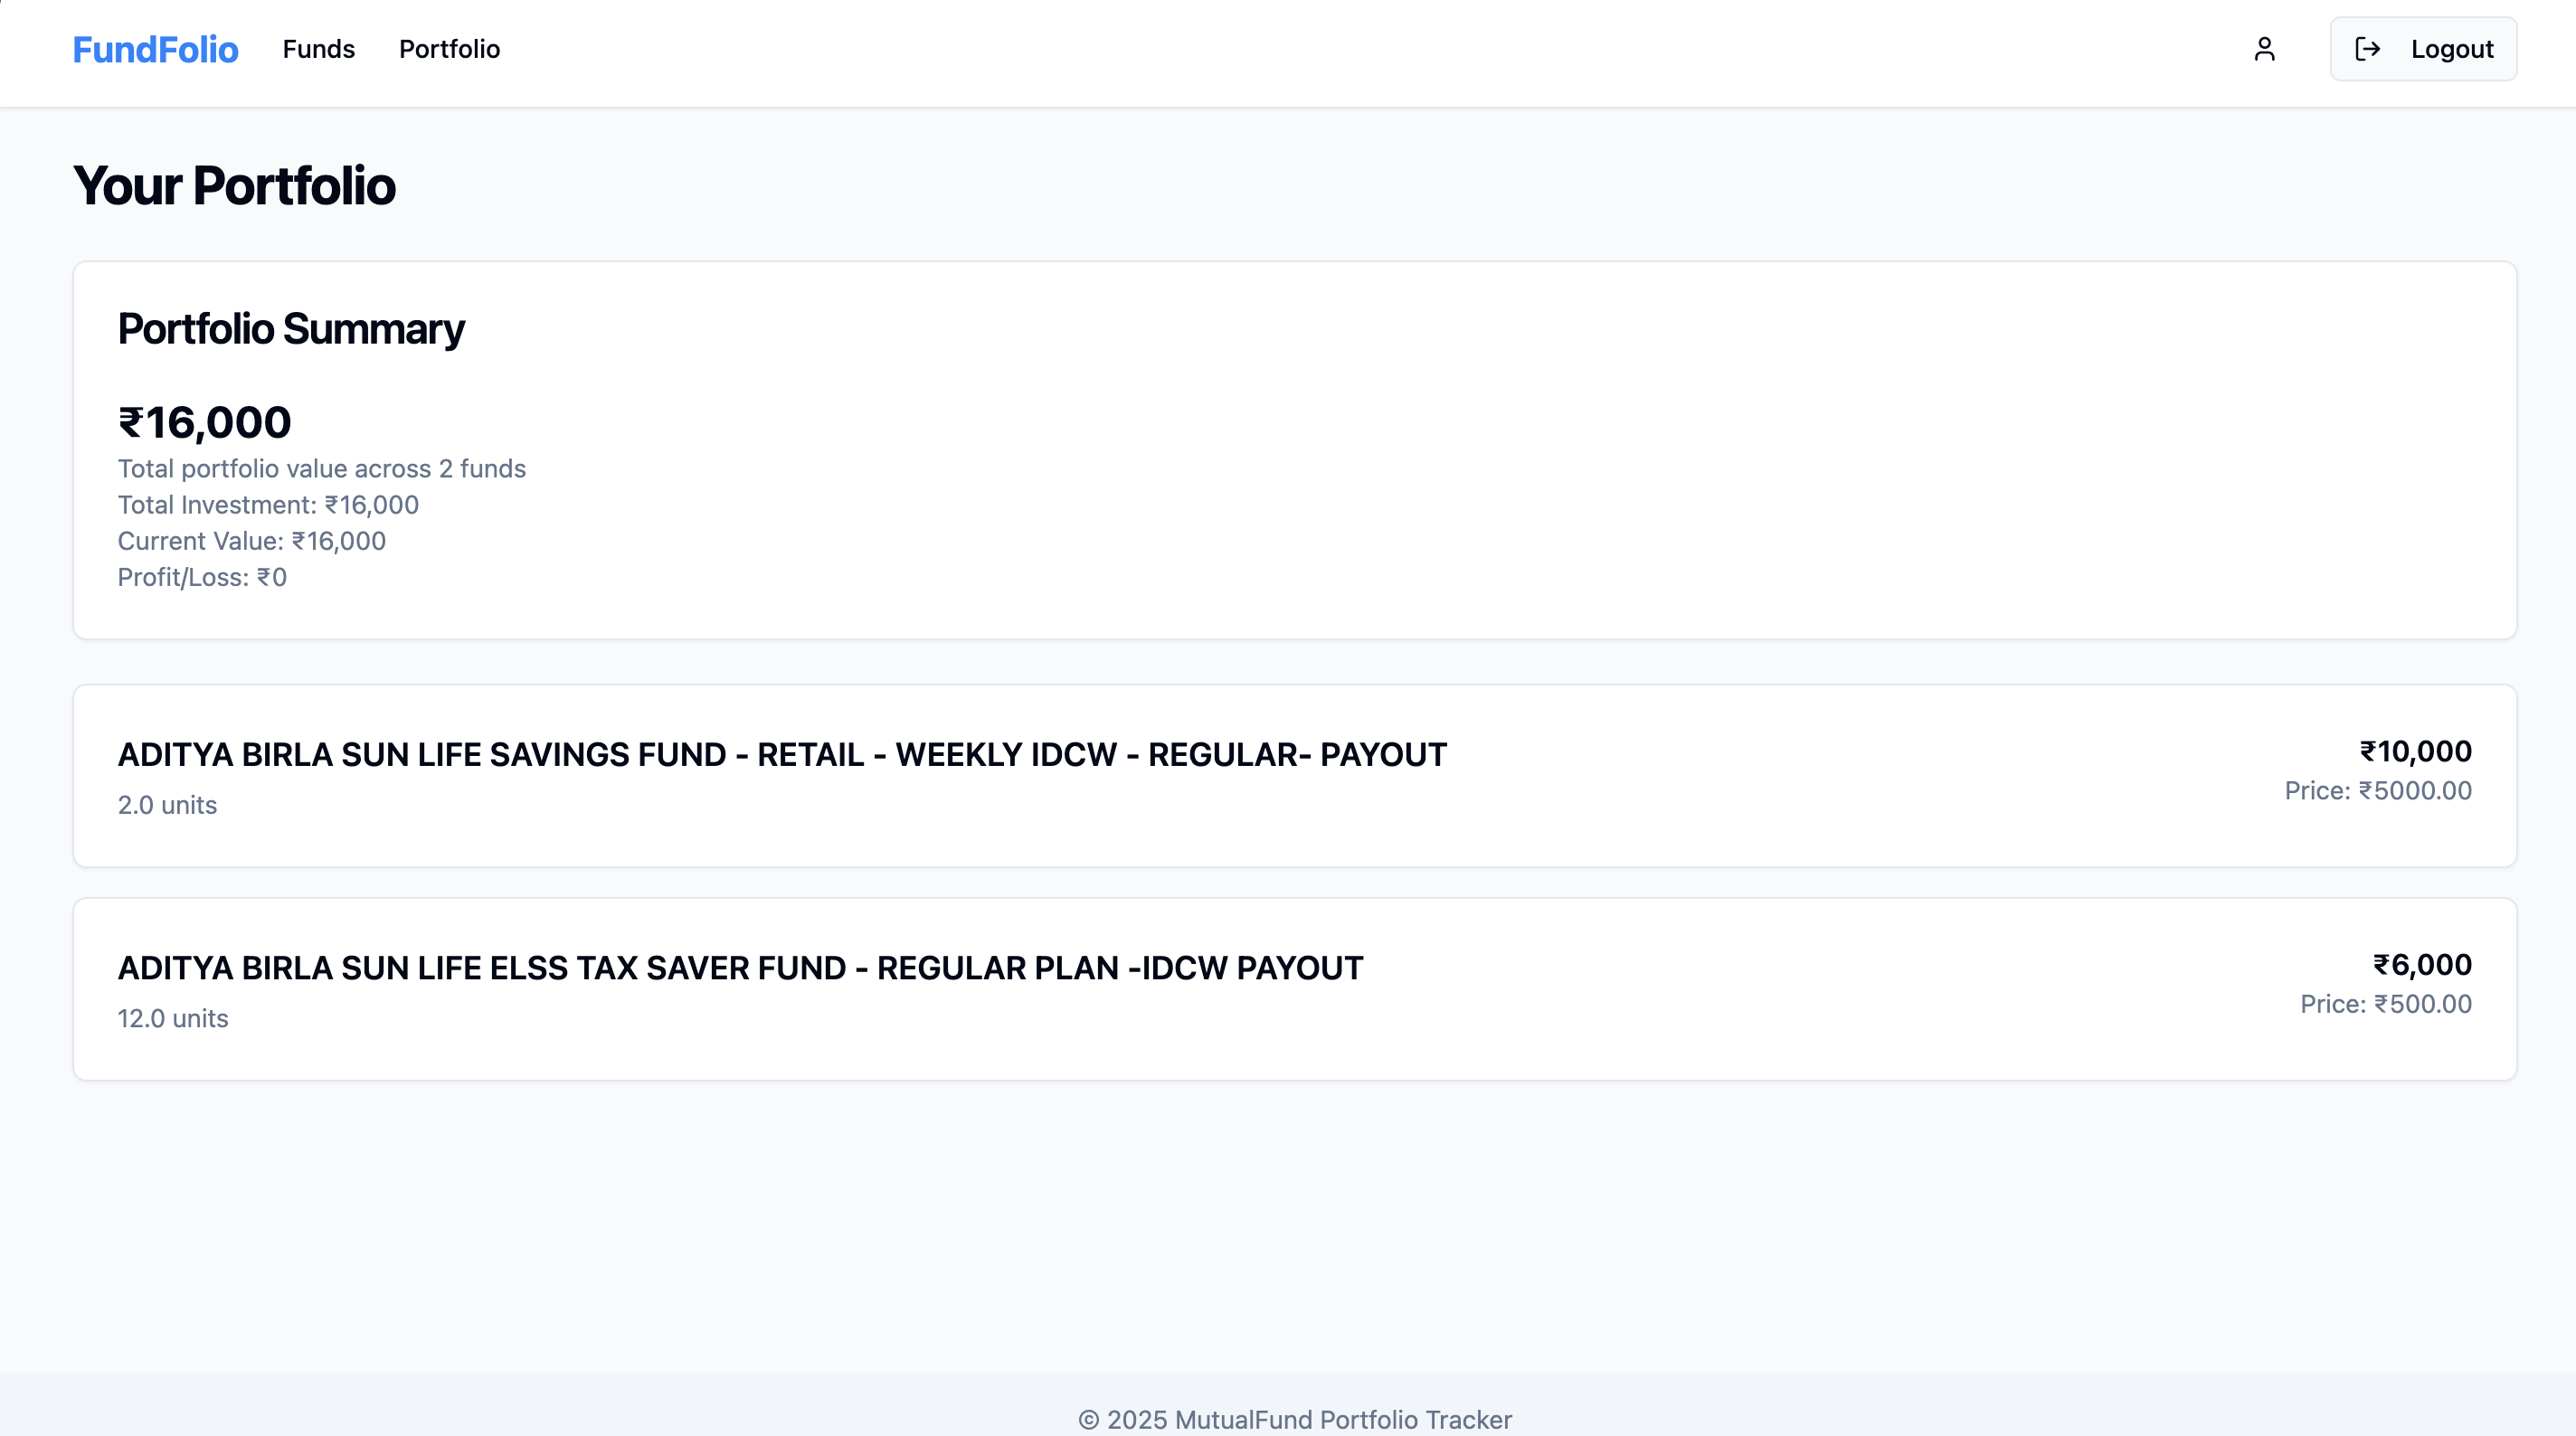 FundFolio Funds Portfolio Logout
Your Portfolio
Portfolio Summary
₹16,000
Total portfolio value across 2 funds
Total Investment: ₹16,000
Current Value: ₹16,000
Profit/Loss: ₹0
ADITYA BIRLA SUN LIFE SAVINGS FUND - RETAIL - WEEKLY IDCW - REGULAR- PAYOUT
₹10,000
2.0 units
Price: ₹5000.00
ADITYA BIRLA SUN LIFE ELSS TAX SAVER FUND - REGULAR PLAN -IDCW PAYOUT
₹6,000
12.0 units
Price: ₹500.00
© 2025 MutualFund Portfolio Tracker